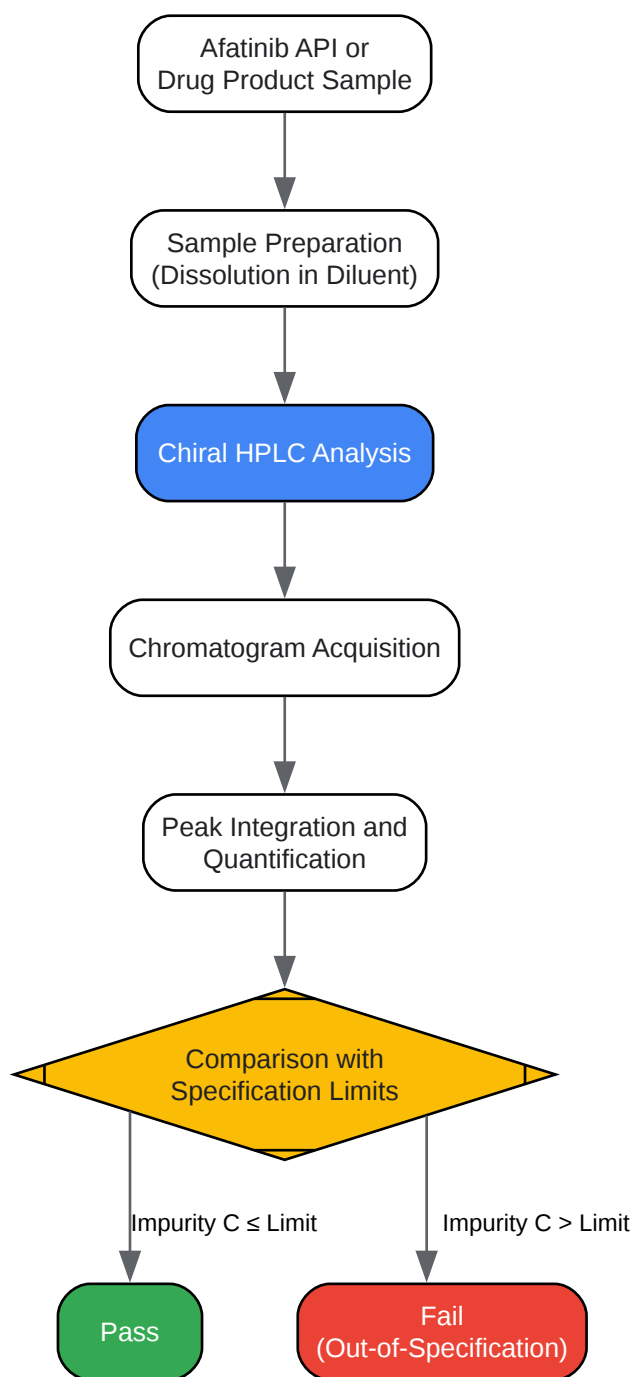 Afatinib API or
Drug Product Sample
Sample Preparation
(Dissolution in Diluent)
Chiral HPLC Analysis
Chromatogram Acquisition
Peak Integration and
Quantification
Comparison with
Specification Limits
Impurity C ≤ Limit
Impurity C > Limit
Pass
Fail
(Out-of-Specification)